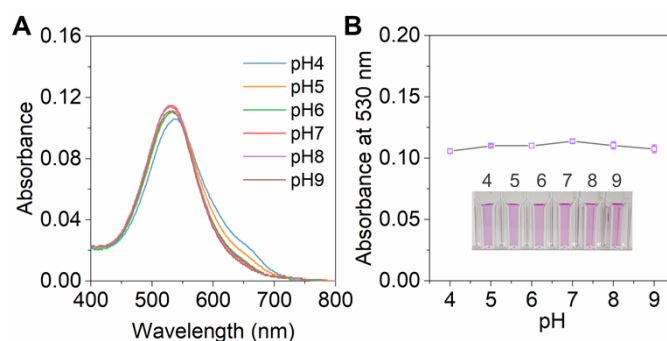 A
Absorbance
0.16
0.12
0.08
0.04
0.00
400 500 600 700 800
Wavelength (nm)
pH4
pH5
pH6
pH7
pH8
pH9
B
Absorbance at 530 nm
0.20
0.15
0.10
0.05
0.00
4 5 6 7 8 9
4 5 6 7 8 9
pH